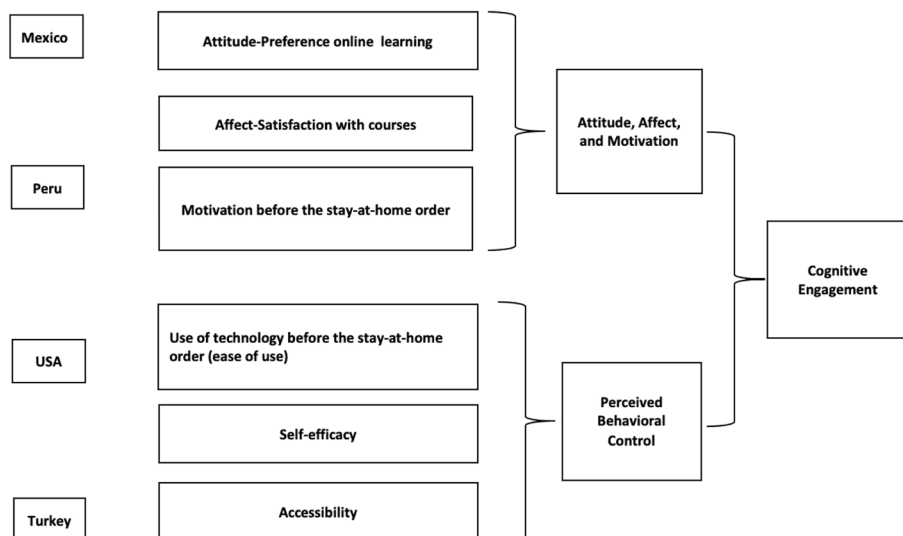 Mexico
Attitude-Preference online learning
Affect-Satisfaction with courses
Attitude, Affect,
and Motivation
Peru
Motivation before the stay-at-home order
Cognitive
Engagement
USA
Use of technology before the stay-at-home
order (ease of use)
Perceived
Behavioral
Control
Self-efficacy
Turkey
Accessibility